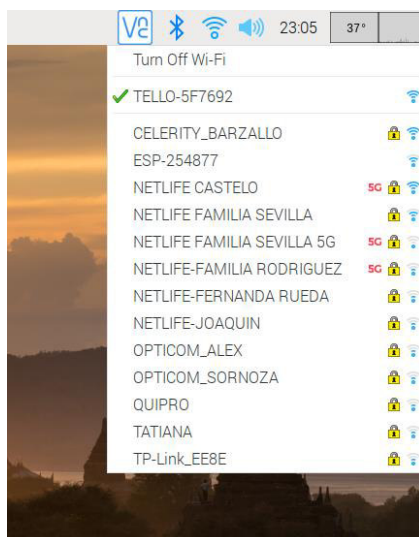 V2 23:05 37°
Turn Off Wi-Fi
TELLO-5F7692
CELERITY_BARZALLO
ESP-254877
NETLIFE CASTELO 5G
NETLIFE FAMILIA SEVILLA
NETLIFE FAMILIA SEVILLA 5G 5G
NETLIFE-FAMILIA RODRIGUEZ 5G
NETLIFE-FERNANDA RUEDA
NETLIFE-JOAQUIN
OPTICOM_ALEX
OPTICOM_SORNOZA
QUIPRO
TATIANA
TP-Link_EE8E